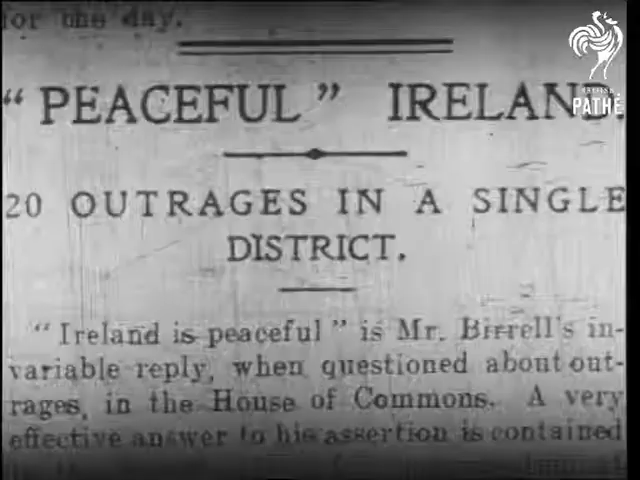 for the day.
BRITISH
PATHÉ
"PEACEFUL" IRELAND.
20 OUTRAGES IN A SINGLE
DISTRICT.
"Ireland is peaceful" is Mr. Birrell's in-
variable reply, when questioned about out-
rages, in the House of Commons. A very
effective answer to his assertion is contained